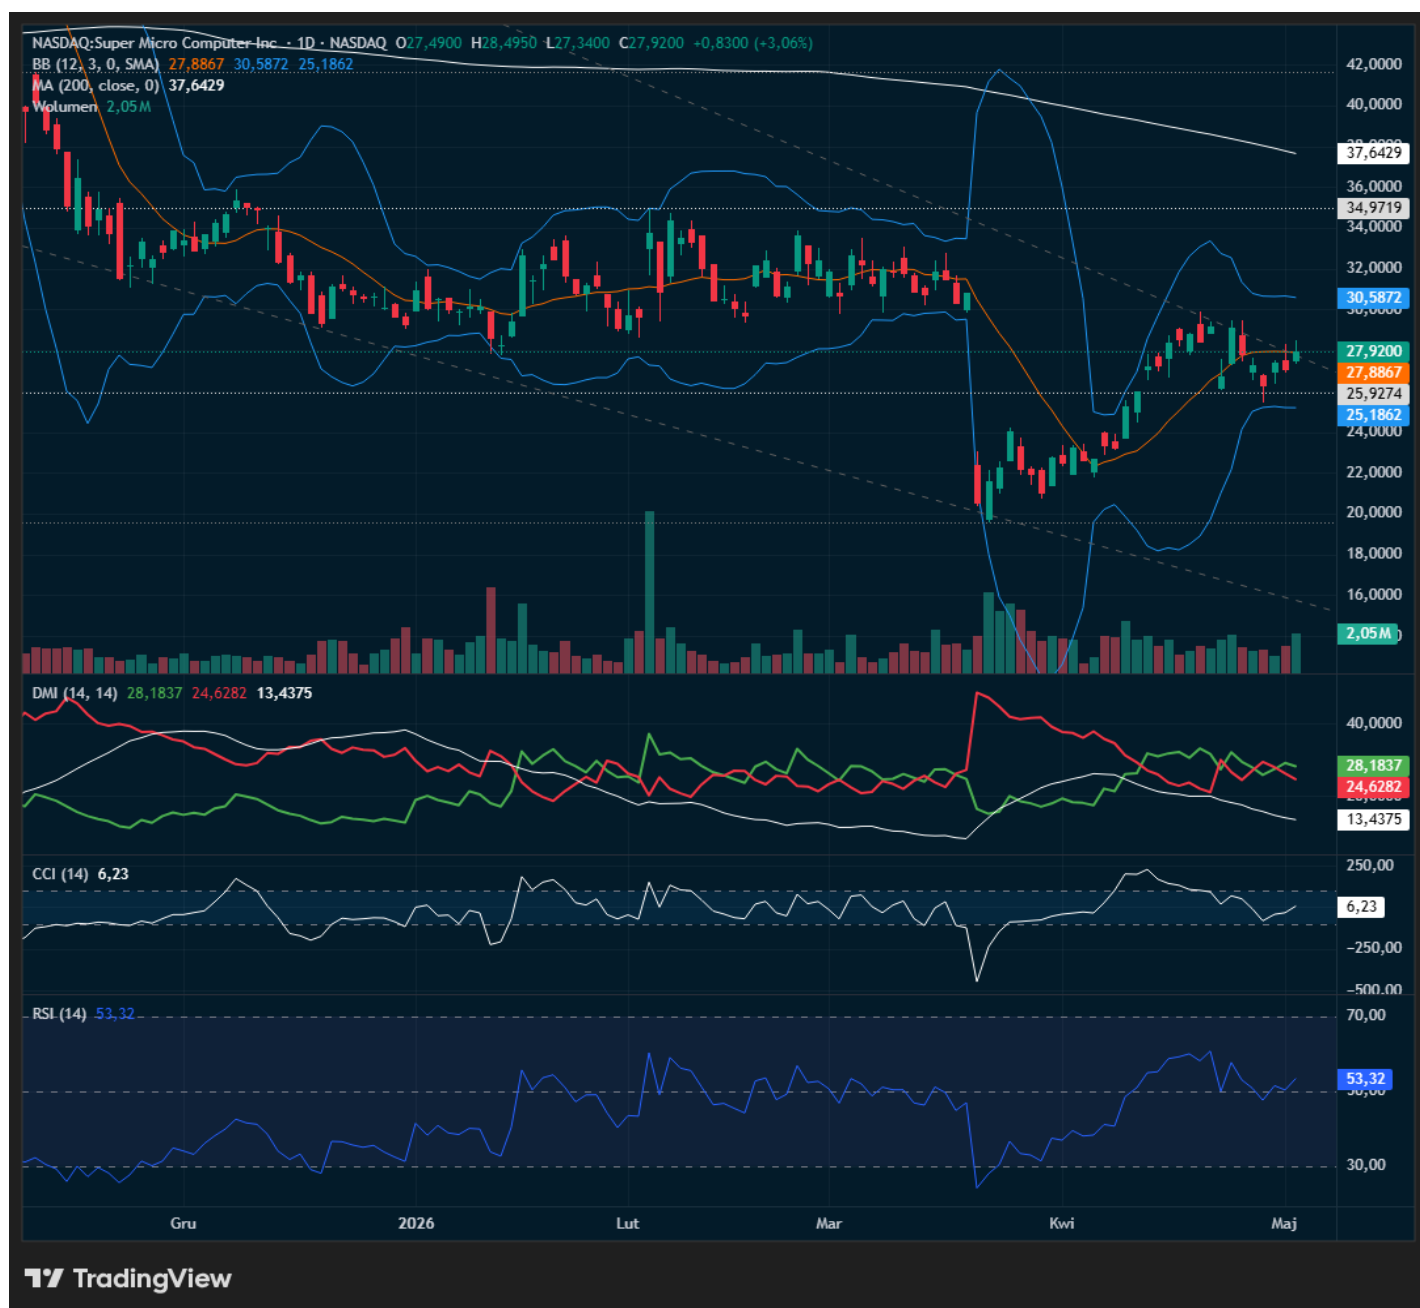 NASDAQ:Super Micro Computer Inc. · 1D · NASDAQ O27,4900 H28,4950 L27,3400 C27,9200 +0,8300 (+3,06%)
BB (12, 3, 0, SMA) 27,8867 30,5872 25,1862
MA (200, close, 0) 37,6429
Wolumen 2,05M
42,0000
40,0000
37,6429
36,0000
34,9719
34,0000
32,0000
30,5872
27,9200
27,8867
25,9274
25,1862
24,0000
22,0000
20,0000
18,0000
16,0000
2,05M
DMI (14, 14) 28,1837 24,6282 13,4375
40,0000
28,1837
24,6282
13,4375
CCI (14) 6,23
250,00
6,23
−250,00
−500,00
RSI (14) 53,32
70,00
53,32
30,00
Gru 2026 Lut Mar Kwi Maj
TradingView